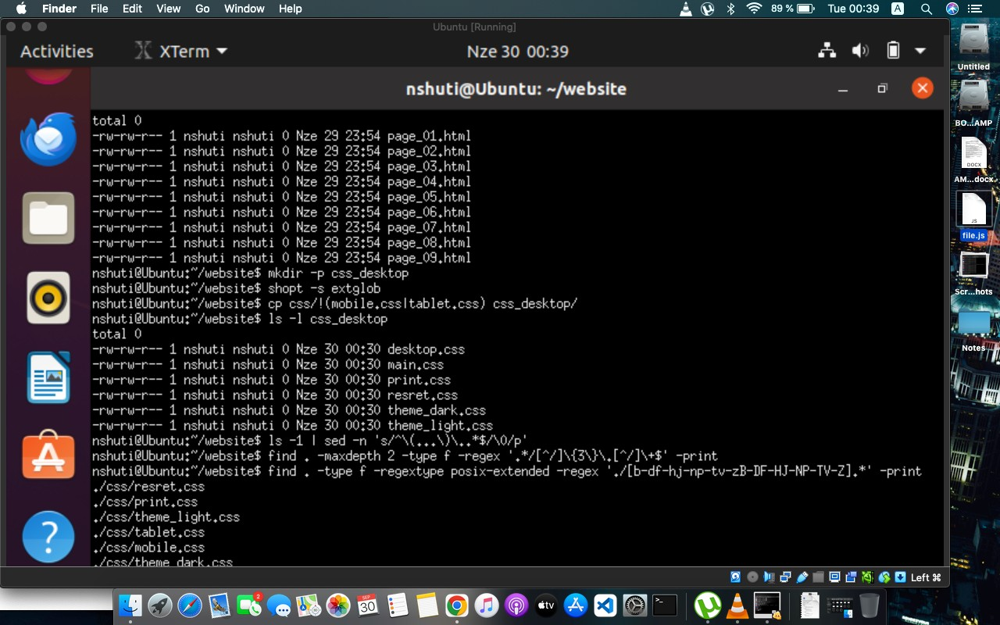 Finder File Edit View Go Window Help
89 % Tue 00:39 A
Ubuntu [Running]
Activities XTerm Nze 30 00:39
nshuti@Ubuntu: ~/website
total 0
-rw-rw-r-- 1 nshuti nshuti 0 Nze 29 23:54 page_01.html
-rw-rw-r-- 1 nshuti nshuti 0 Nze 29 23:54 page_02.html
-rw-rw-r-- 1 nshuti nshuti 0 Nze 29 23:54 page_03.html
-rw-rw-r-- 1 nshuti nshuti 0 Nze 29 23:54 page_04.html
-rw-rw-r-- 1 nshuti nshuti 0 Nze 29 23:54 page_05.html
-rw-rw-r-- 1 nshuti nshuti 0 Nze 29 23:54 page_06.html
-rw-rw-r-- 1 nshuti nshuti 0 Nze 29 23:54 page_07.html
-rw-rw-r-- 1 nshuti nshuti 0 Nze 29 23:54 page_08.html
-rw-rw-r-- 1 nshuti nshuti 0 Nze 29 23:54 page_09.html
nshuti@Ubuntu:~/website$ mkdir -p css_desktop
nshuti@Ubuntu:~/website$ shopt -s extglob
nshuti@Ubuntu:~/website$ cp css/!(mobile.css|tablet.css) css_desktop/
nshuti@Ubuntu:~/website$ ls -l css_desktop
total 0
-rw-rw-r-- 1 nshuti nshuti 0 Nze 30 00:30 desktop.css
-rw-rw-r-- 1 nshuti nshuti 0 Nze 30 00:30 main.css
-rw-rw-r-- 1 nshuti nshuti 0 Nze 30 00:30 print.css
-rw-rw-r-- 1 nshuti nshuti 0 Nze 30 00:30 resret.css
-rw-rw-r-- 1 nshuti nshuti 0 Nze 30 00:30 theme_dark.css
-rw-rw-r-- 1 nshuti nshuti 0 Nze 30 00:30 theme_light.css
nshuti@Ubuntu:~/website$ ls -1 | sed -n 's/^\(...\)\..*$/\0/p'
nshuti@Ubuntu:~/website$ find . -maxdepth 2 -type f -regex '.*/[^/]\{3\}\.[^/]\+$' -print
nshuti@Ubuntu:~/website$ find . -type f -regextype posix-extended -regex './[b-df-hj-np-tv-zB-DF-HJ-NP-TV-Z].*' -print
./css/resret.css
./css/print.css
./css/theme_light.css
./css/tablet.css
./css/mobile.css
./css/theme_dark.css
Left ⌘
Untitled
BO...AMP
DOCX
AM...docx
JS
file.js
Scr...hots
Notes
2
SEP
30
tv